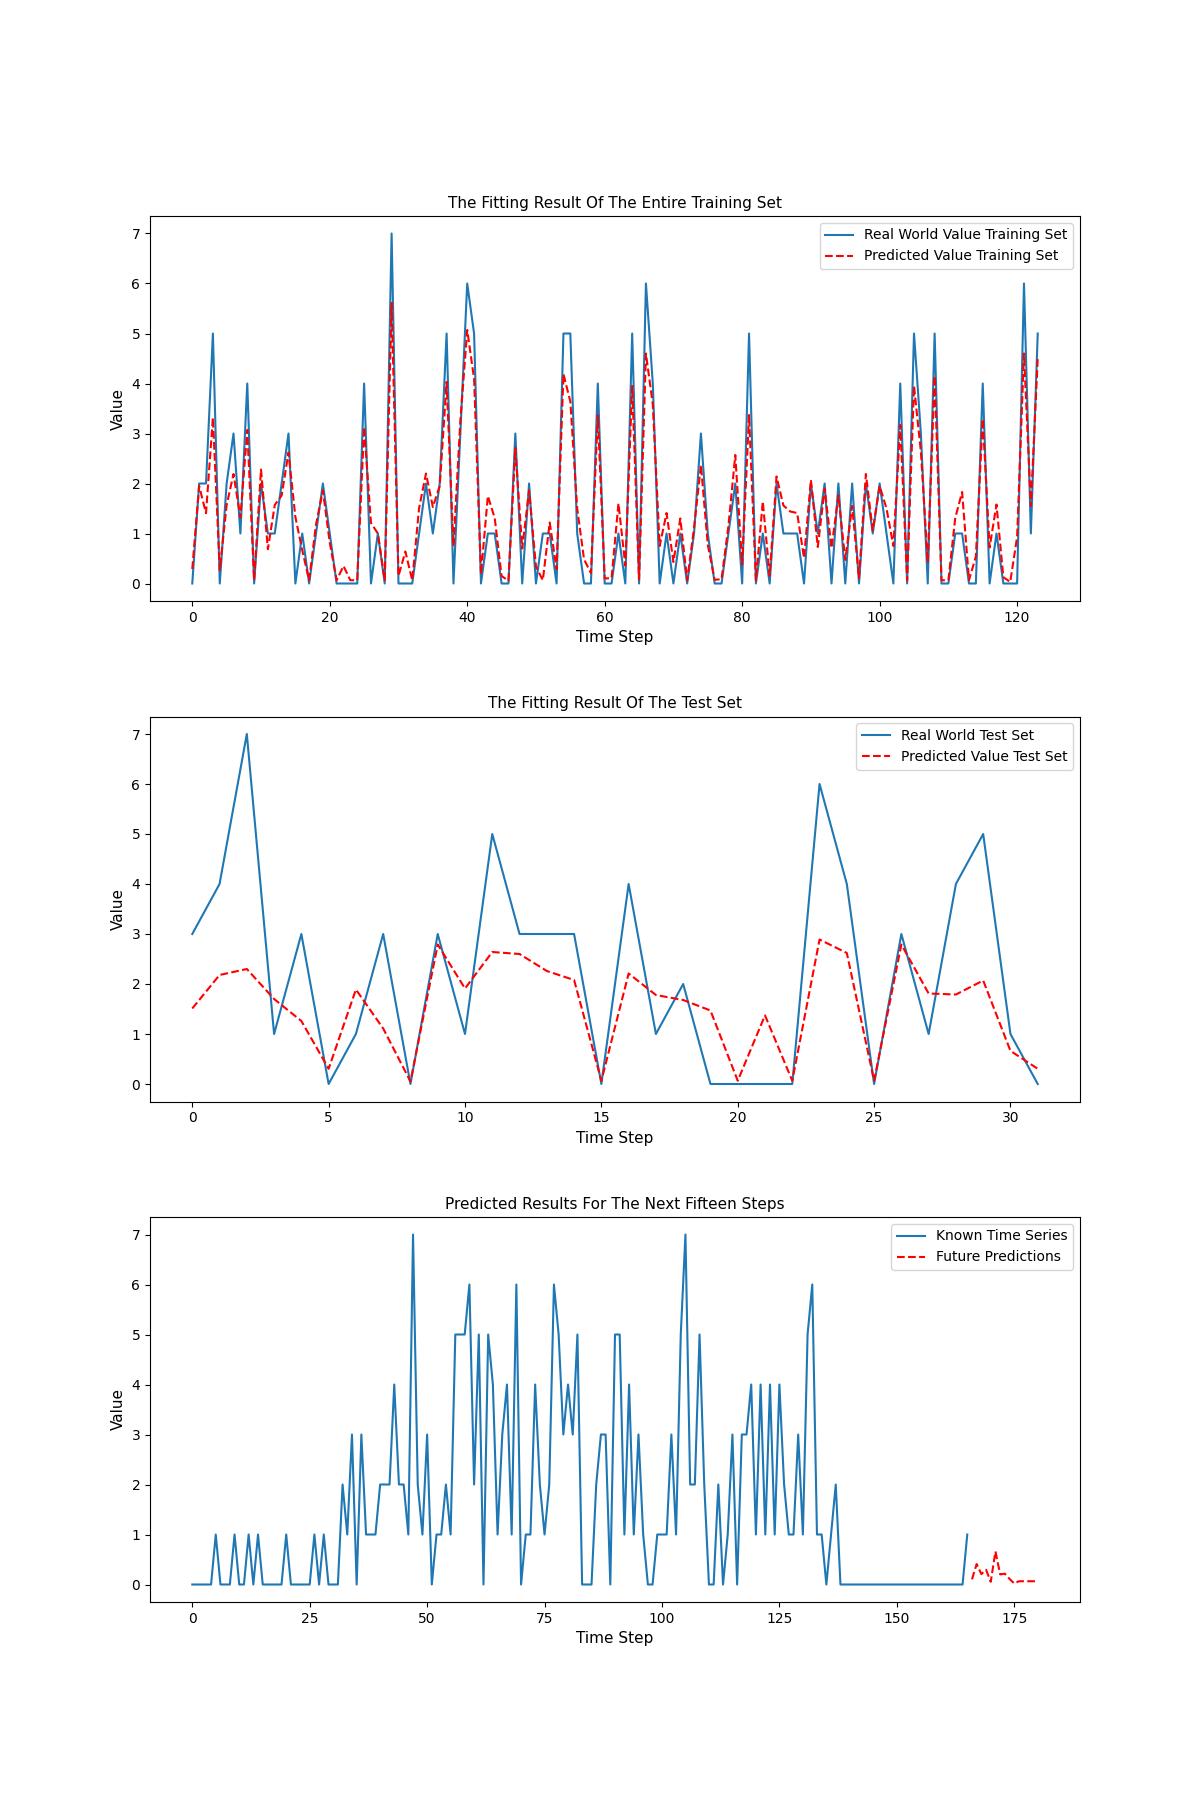 The Fitting Result Of The Entire Training Set
Real World Value Training Set
Predicted Value Training Set
7
6
5
4
3
2
1
0
Value
0 20 40 60 80 100 120
Time Step
The Fitting Result Of The Test Set
Real World Test Set
Predicted Value Test Set
7
6
5
4
3
2
1
0
Value
0 5 10 15 20 25 30
Time Step
Predicted Results For The Next Fifteen Steps
Known Time Series
Future Predictions
7
6
5
4
3
2
1
0
Value
0 25 50 75 100 125 150 175
Time Step